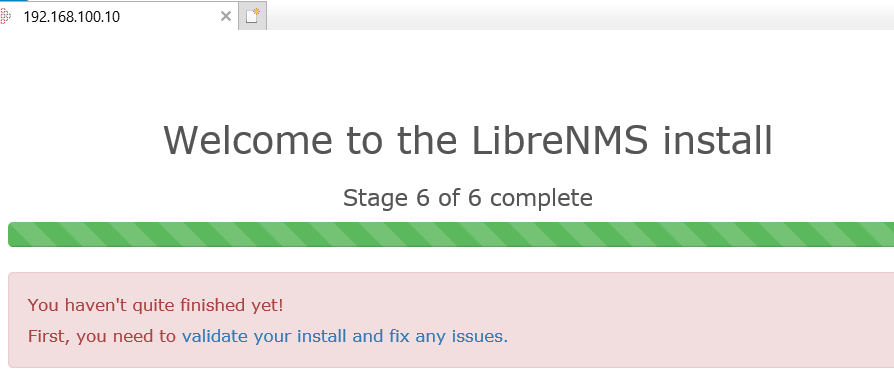 192.168.100.10
Welcome to the LibreNMS install
Stage 6 of 6 complete
You haven't quite finished yet!
First, you need to validate your install and fix any issues.